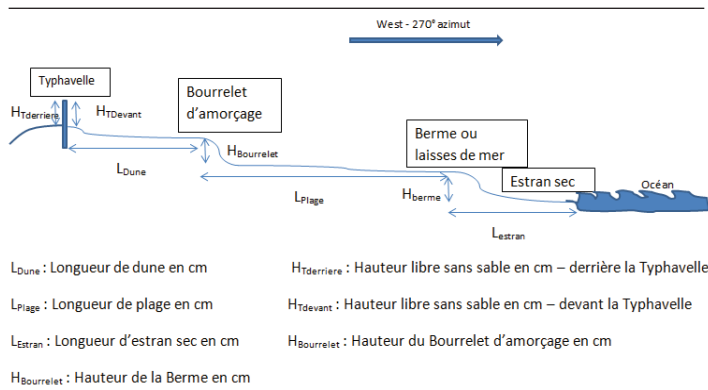 West - 270° azimut
Typhavelle
Bourrelet
d'amorçage
HTderriere
HTDevant
HBourrelet
Berme ou
laisses de mer
LDune
LPlage
Hberme
Estran sec
Océan
Lestran
LDune : Longueur de dune en cm
HTderriere : Hauteur libre sans sable en cm – derrière la Typhavelle
LPlage : Longueur de plage en cm
HTdevant : Hauteur libre sans sable en cm – devant la Typhavelle
LEstran : Longueur d'estran sec en cm
HBourrelet : Hauteur du Bourrelet d'amorçage en cm
HBourrelet : Hauteur de la Berme en cm